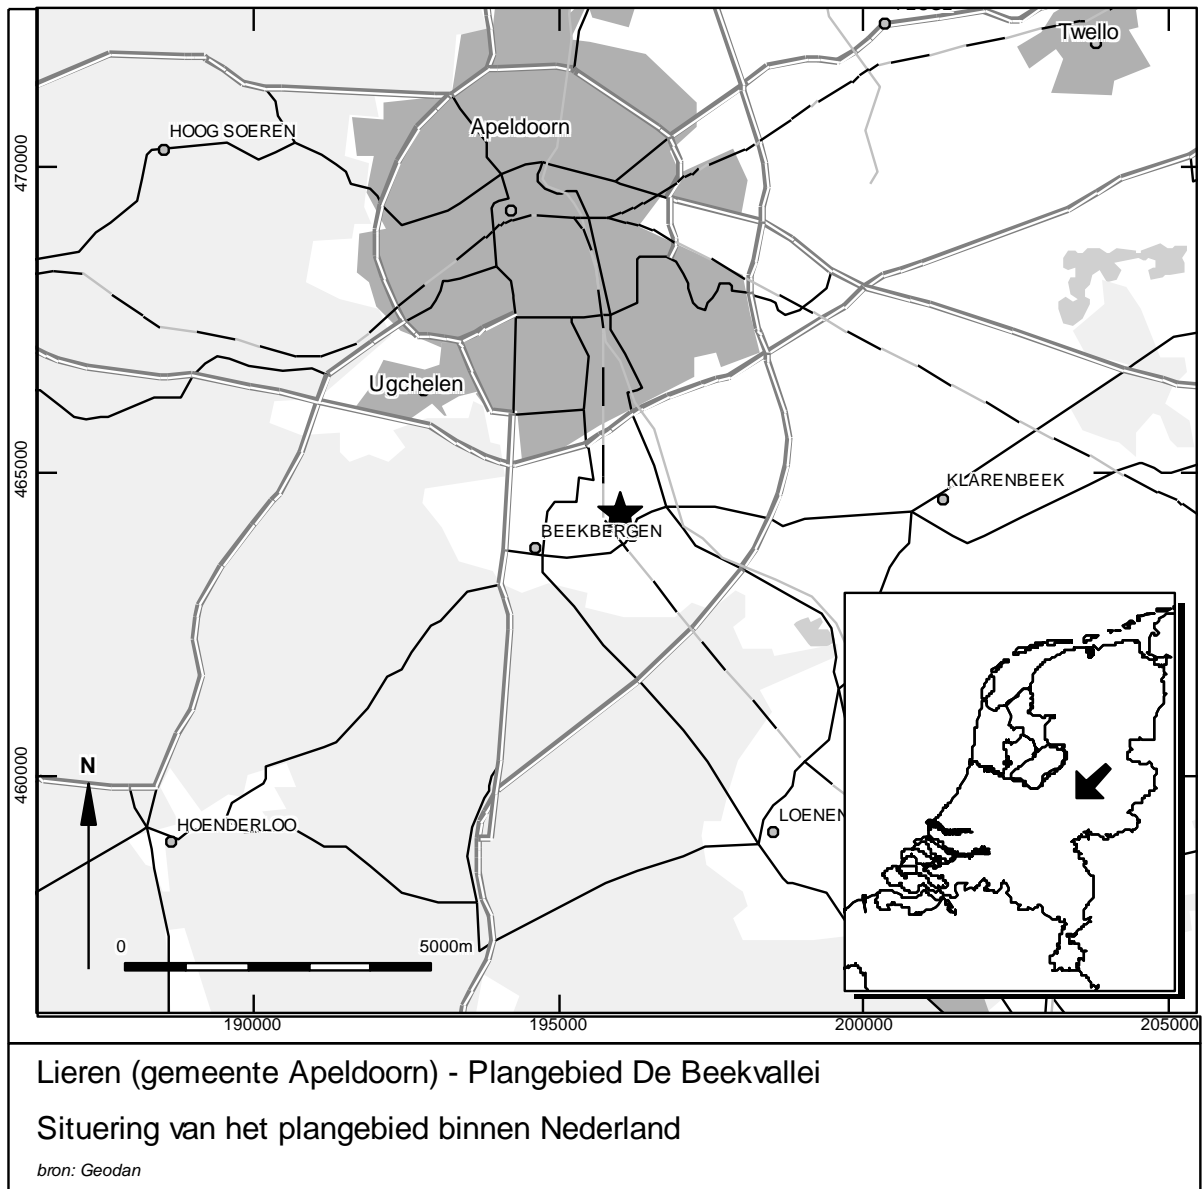 Twello
HOOG SOEREN
Apeldoorn
470000
Ugchelen
465000
KLARENBEEK
BEEKBERGEN
460000
N
HOENDERLOO
LOENEN
0 5000m
190000 195000 200000 205000
Lieren (gemeente Apeldoorn) - Plangebied De Beekvallei
Situering van het plangebied binnen Nederland
bron: Geodan